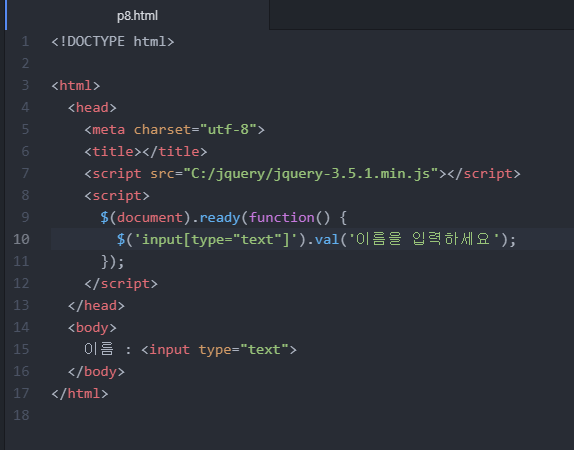 p8.html
1 <!DOCTYPE html>
2
3 <html>
4   <head>
5     <meta charset="utf-8">
6     <title></title>
7     <script src="C:/jquery/jquery-3.5.1.min.js"></script>
8     <script>
9       $(document).ready(function() {
10         $('input[type="text"]').val('이름을 입력하세요');
11       });
12     </script>
13   </head>
14   <body>
15     이름 : <input type="text">
16   </body>
17 </html>
18